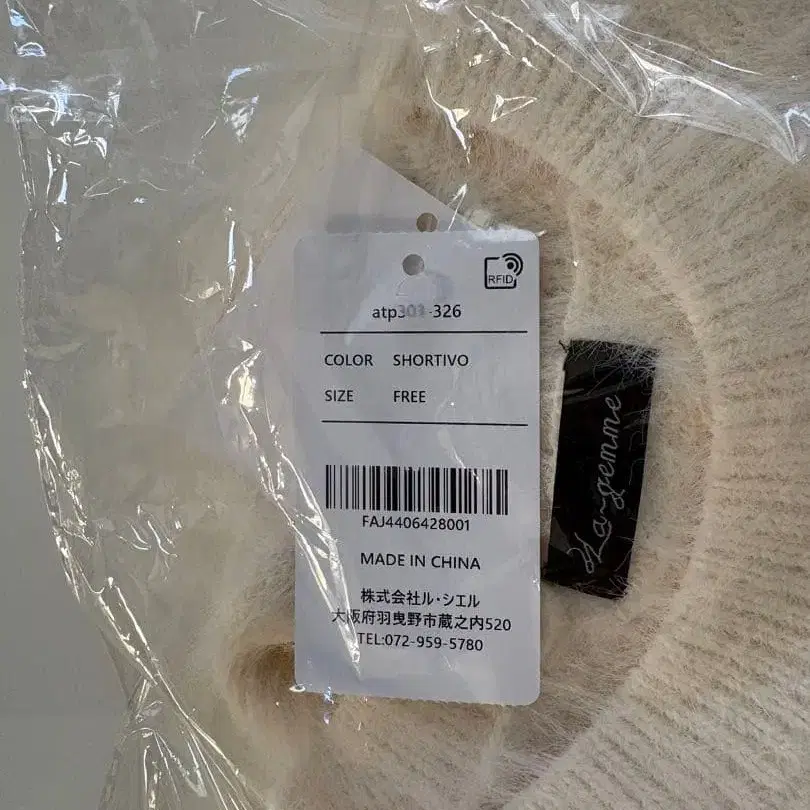 RFID
atp303-326
COLOR SHORTIVO
SIZE FREE
FAJ4406428001
MADE IN CHINA
株式会社ル・シエル
大阪府羽曳野市蔵之内520
TEL:072-959-5780
La-gemme